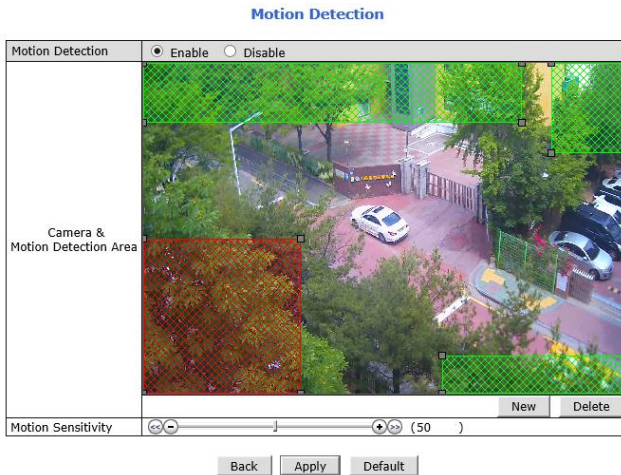 Motion Detection
Motion Detection
Enable
Disable
Camera &
Motion Detection Area
New
Delete
Motion Sensitivity
(50 )
Back
Apply
Default